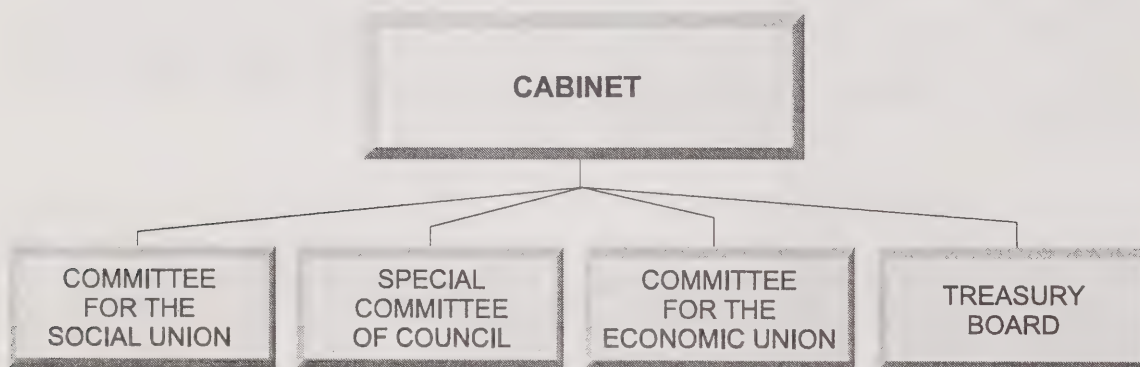 CABINET
COMMITTEE
FOR THE
SOCIAL UNION
SPECIAL
COMMITTEE
OF COUNCIL
COMMITTEE
FOR THE
ECONOMIC UNION
TREASURY
BOARD